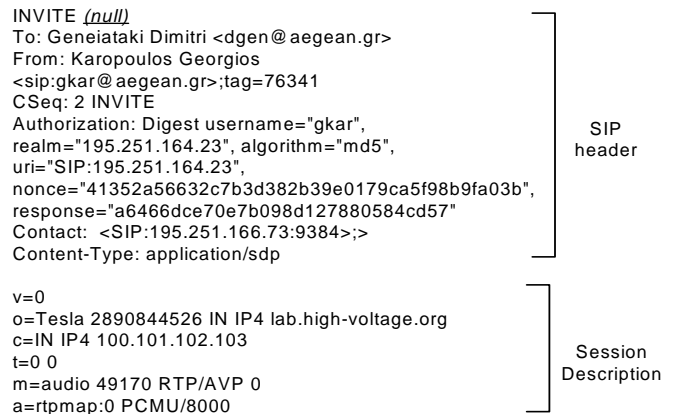 INVITE (null)
To: Geneiataki Dimitri <dgen@aegean.gr>
From: Karopoulos Georgios
<sip:gkar@aegean.gr>;tag=76341
CSeq: 2 INVITE
Authorization: Digest username="gkar",
realm="195.251.164.23", algorithm="md5",
uri="SIP:195.251.164.23",
nonce="41352a56632c7b3d382b39e0179ca5f98b9fa03b",
response="a6466dce70e7b098d127880584cd57"
Contact: <SIP:195.251.166.73:9384>;>
Content-Type: application/sdp
SIP
header
v=0
o=Tesla 2890844526 IN IP4 lab.high-voltage.org
c=IN IP4 100.101.102.103
t=0 0
m=audio 49170 RTP/AVP 0
a=rtpmap:0 PCMU/8000
Session
Description